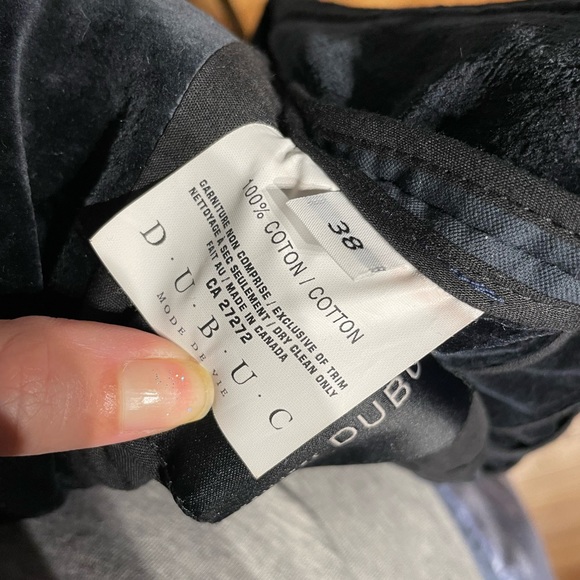 38
100% COTON / COTTON
GARNITURE NON COMPRISE / EXCLUSIVE OF TRIM
NETTOYAGE A SEC SEULEMENT / DRY CLEAN ONLY
FAIT AU / MADE IN CANADA
CA 27272
D·U·B·U·C
MODE DE VIE
DUBU